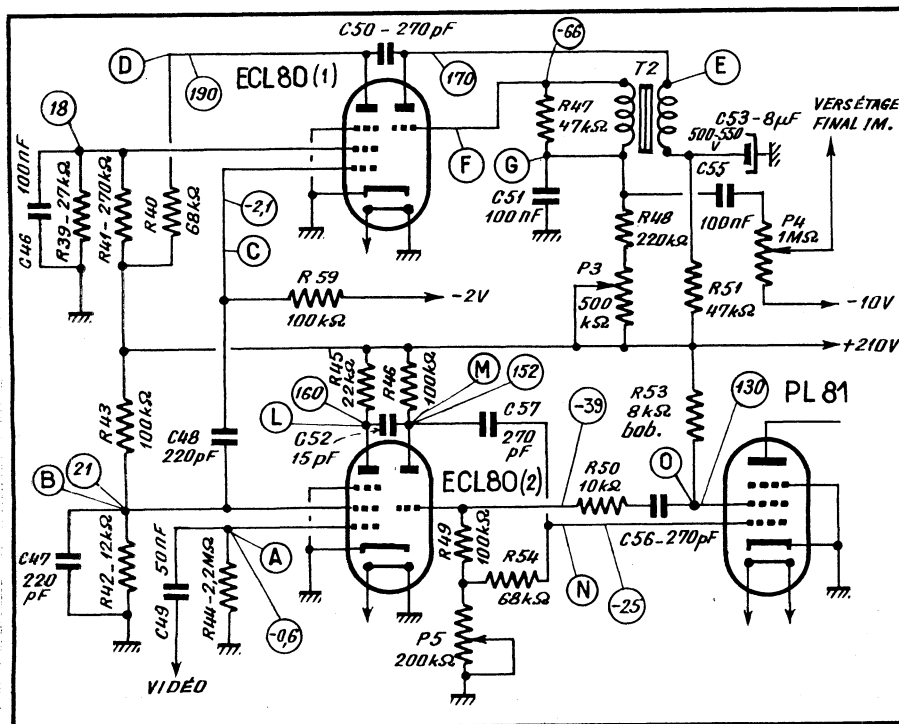 C50-270pF
D
190
ECL80(1)
170
-66
E
T2
18
R47
47kΩ
C53-8µF
500-550
V
VERS ÉTAGE
FINAL IM.
100nF
C46
R39-27kΩ
R41-270kΩ
R40
68kΩ
F
G
C51
100nF
C55
100nF
P4
1MΩ
-2,1
C
R48
220kΩ
R59
100kΩ
-2V
P3
500
kΩ
R51
47kΩ
-10V
+210V
R43
100kΩ
R45
22kΩ
R46
100kΩ
M
152
160
L
C52
15pF
C57
270
pF
-39
R53
8kΩ
bob.
130
PL 81
C48
220pF
21
B
ECL80(2)
R50
10kΩ
O
C56-270pF
C47
220
pF
R42-12kΩ
50nF
C49
R44-2,2MΩ
A
-0,6
R49
100kΩ
R54
68kΩ
N
-25
P5
200kΩ
VIDÉO